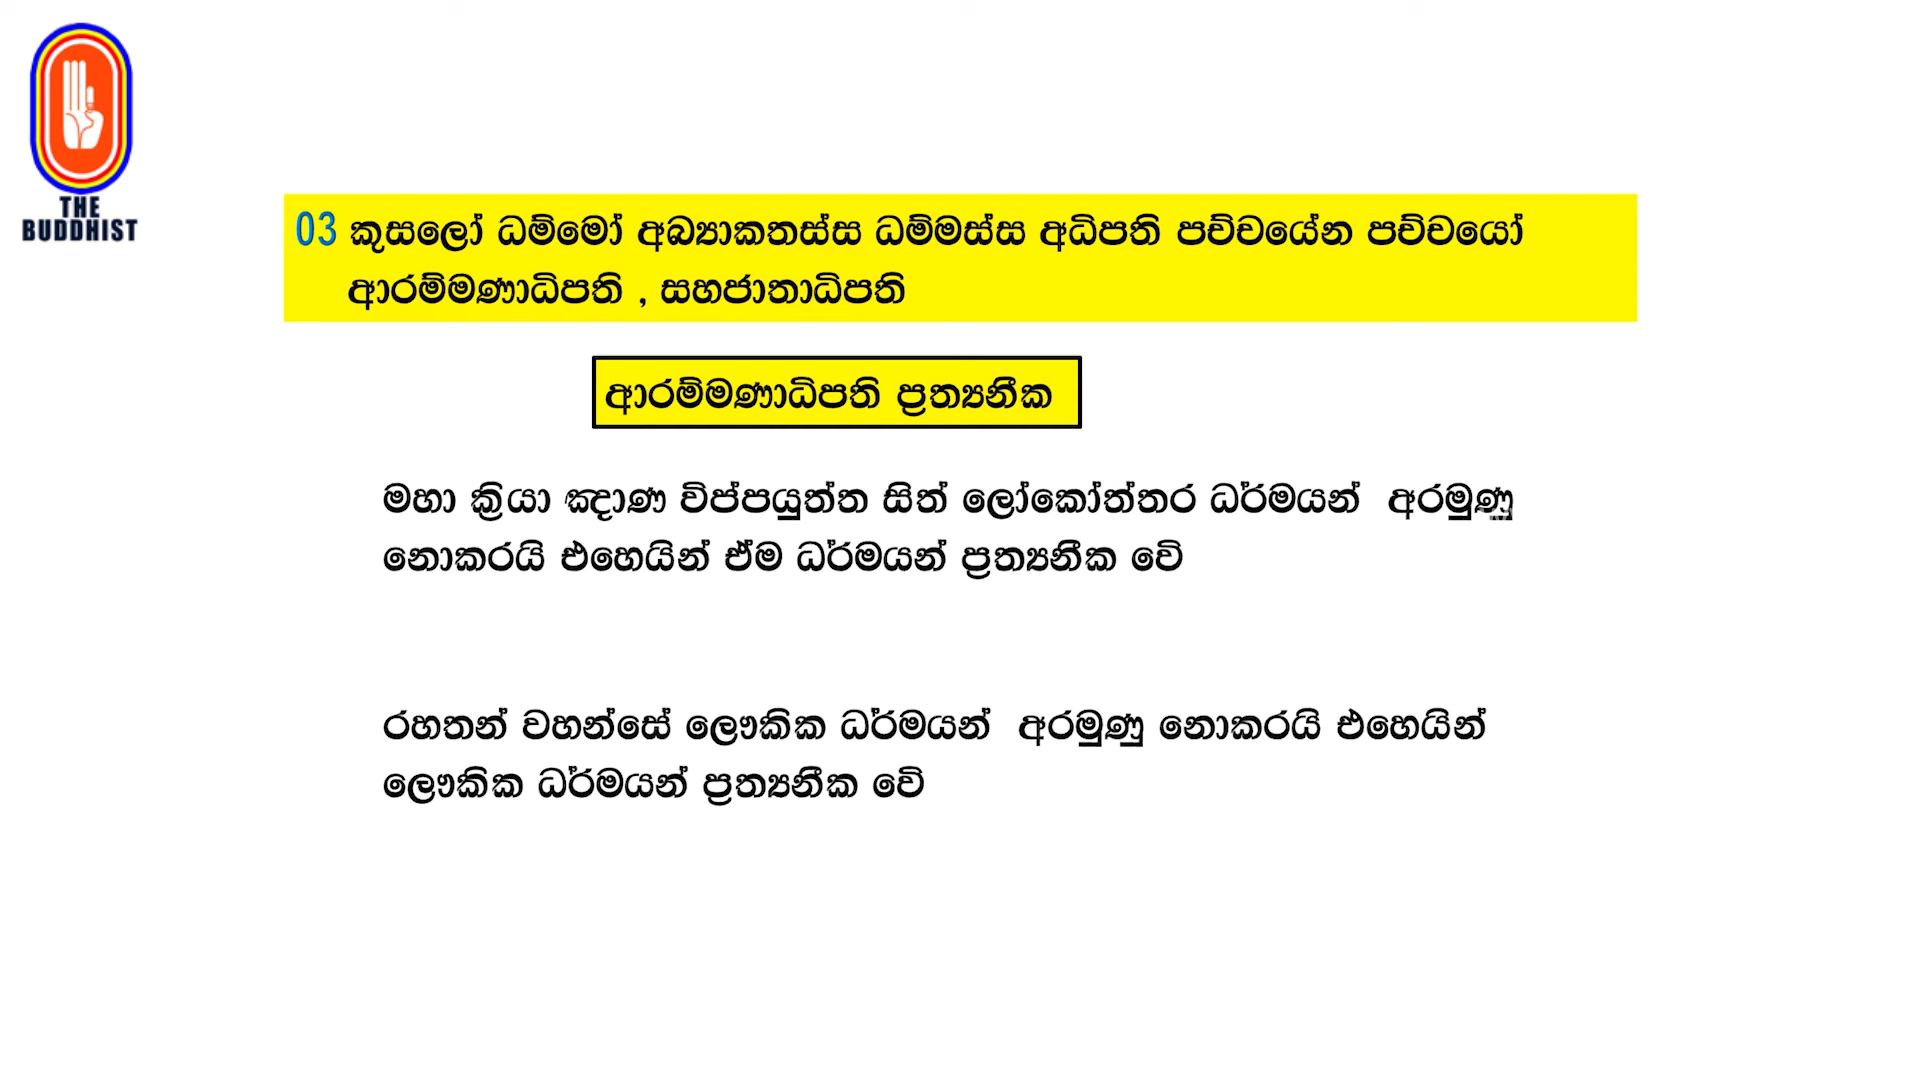 THE
BUDDHIST
03 කුසලෝ ධම්මෝ අබ්‍යාකතස්ස ධම්මස්ස අධිපති පච්චයේන පච්චයෝ
ආරම්මණාධිපති , සහජාතාධිපති
ආරම්මණාධිපති ප්‍රත්‍යනීක
මහා ක්‍රියා ඤාණ විප්පයුත්ත සිත් ලෝකෝත්තර ධර්මයන් අරමුණු
නොකරයි එහෙයින් ඒම ධර්මයන් ප්‍රත්‍යනීක වේ
රහතන් වහන්සේ ලෞකික ධර්මයන් අරමුණු නොකරයි එහෙයින්
ලෞකික ධර්මයන් ප්‍රත්‍යනීක වේ